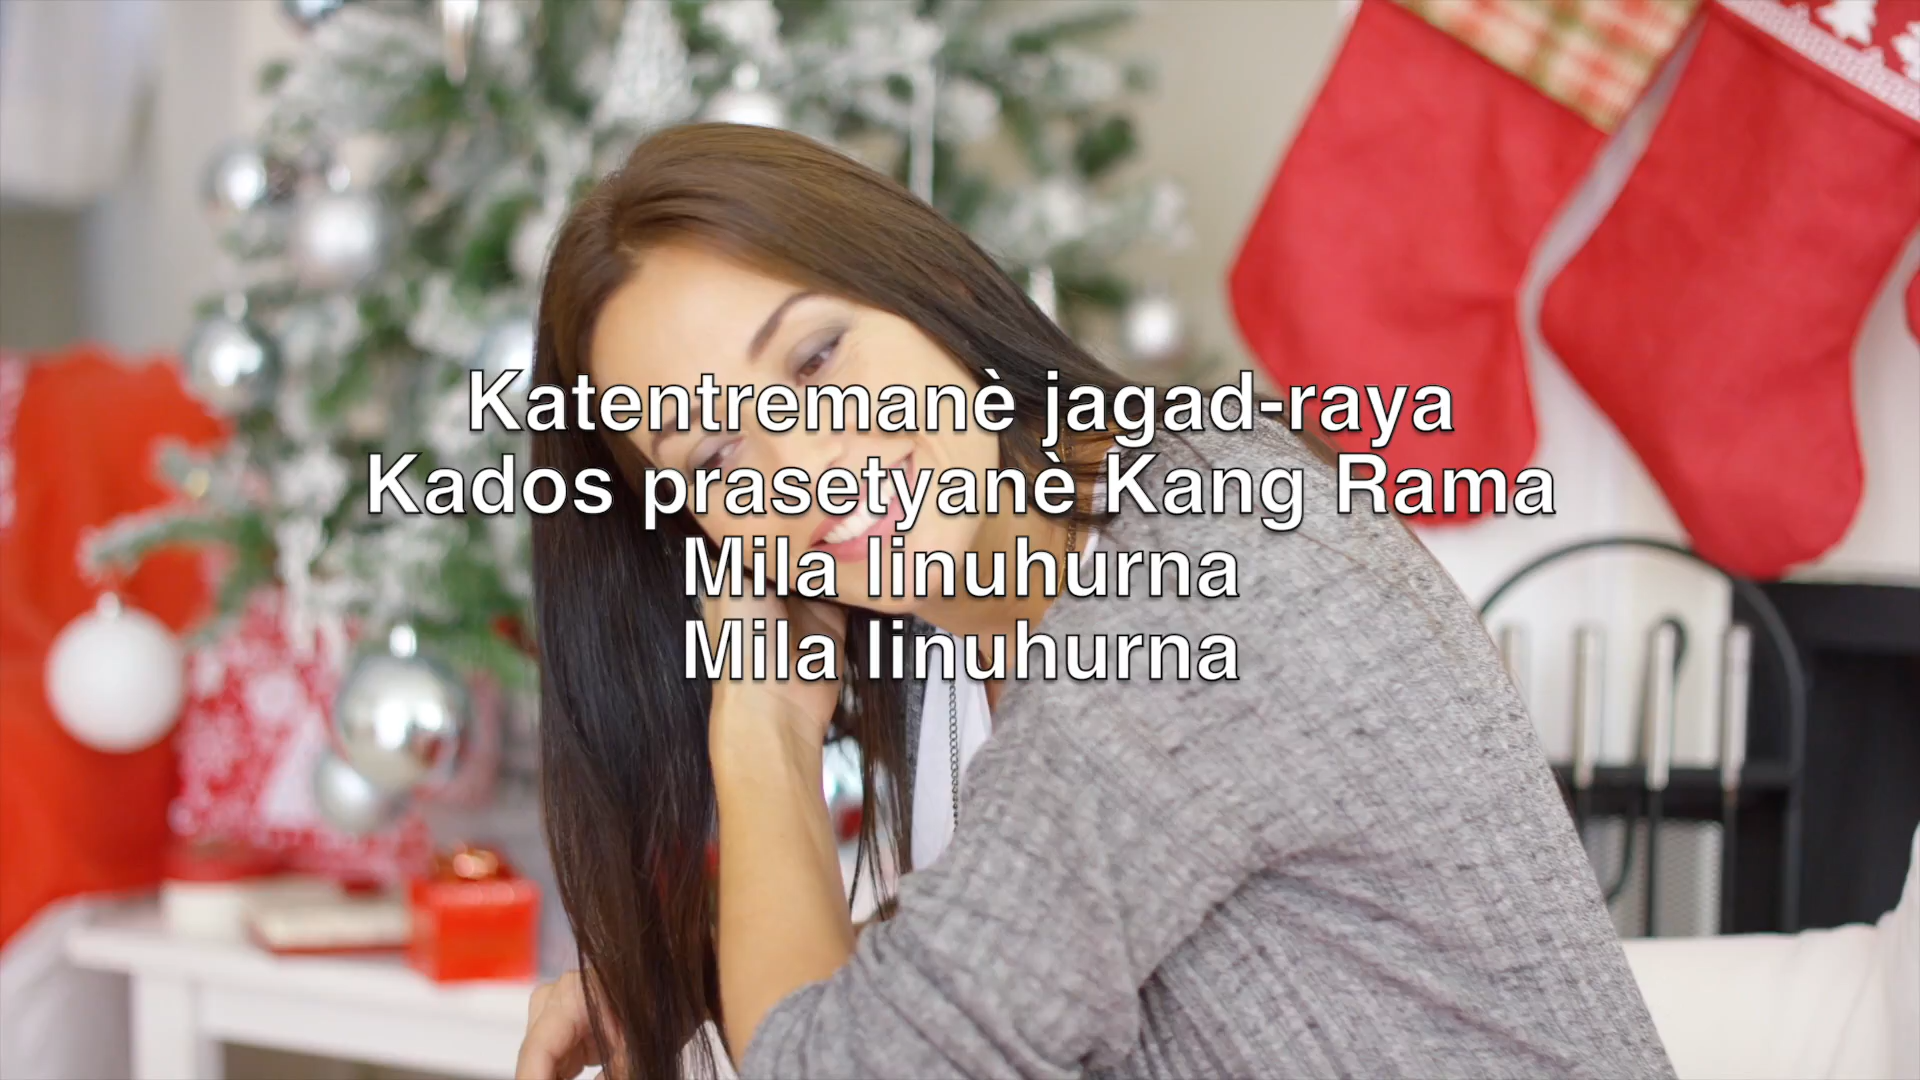 Katentremanè jagad-raya
Kados prasetyanè Kang Rama
Mila linuhurna
Mila linuhurna